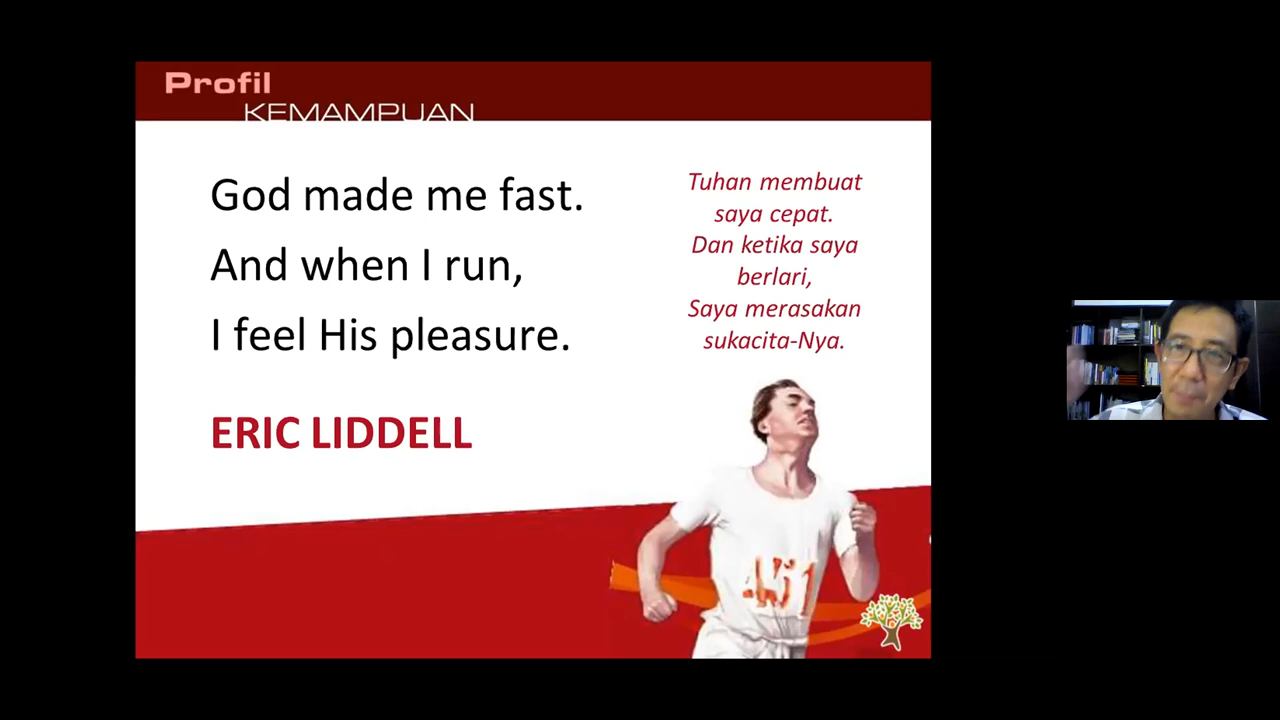 Profil
KEMAMPUAN
God made me fast.
And when I run,
I feel His pleasure.
ERIC LIDDELL
Tuhan membuat
saya cepat.
Dan ketika saya
berlari,
Saya merasakan
sukacita-Nya.
451